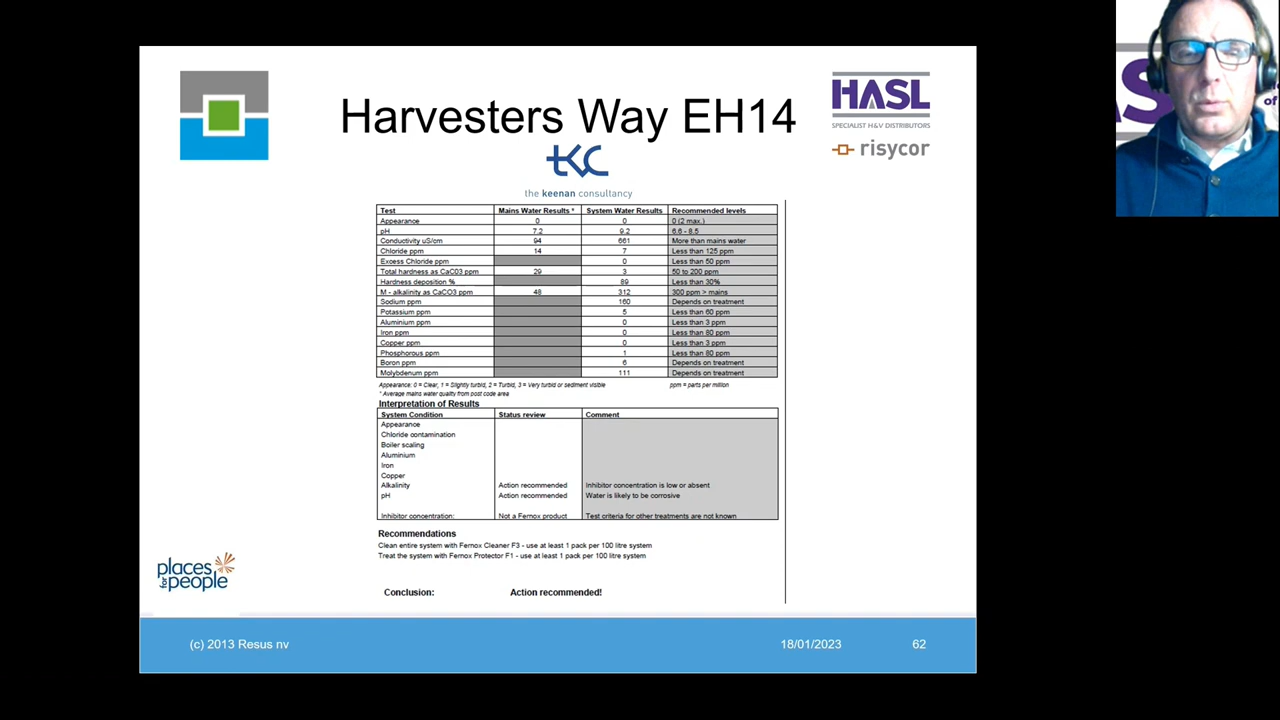 Harvesters Way EH14
HASL
SPECIALIST H&V DISTRIBUTORS
risycor
tKC
the keenan consultancy
Test Mains Water Results * System Water Results Recommended levels
Appearance 0 0 0 (2 max.)
pH 7.2 9.2 6.6 - 8.5
Conductivity uS/cm 94 661 More than mains water
Chloride ppm 14 7 Less than 125 ppm
Excess Chloride ppm 0 Less than 50 ppm
Total hardness as CaC03 ppm 29 3 50 to 200 ppm
Hardness deposition % 89 Less than 30%
M - alkalinity as CaCO3 ppm 48 312 300 ppm > mains
Sodium ppm 160 Depends on treatment
Potassium ppm 5 Less than 60 ppm
Aluminium ppm 0 Less than 3 ppm
Iron ppm 0 Less than 80 ppm
Copper ppm 0 Less than 3 ppm
Phosphorous ppm 1 Less than 80 ppm
Boron ppm 6 Depends on treatment
Molybdenum ppm 111 Depends on treatment
Appearance: 0 = Clear, 1 = Slightly turbid, 2 = Turbid, 3 = Very turbid or sediment visible ppm = parts per million
* Average mains water quality from post code area
Interpretation of Results
System Condition Status review Comment
Appearance
Chloride contamination
Boiler scaling
Aluminium
Iron
Copper
Alkalinity Action recommended Inhibitor concentration is low or absent
pH Action recommended Water is likely to be corrosive
Inhibitor concentration: Not a Fernox product Test criteria for other treatments are not known
Recommendations
Clean entire system with Fernox Cleaner F3 - use at least 1 pack per 100 litre system
Treat the system with Fernox Protector F1 - use at least 1 pack per 100 litre system
places
for people
Conclusion: Action recommended!
(c) 2013 Resus nv 18/01/2023 62